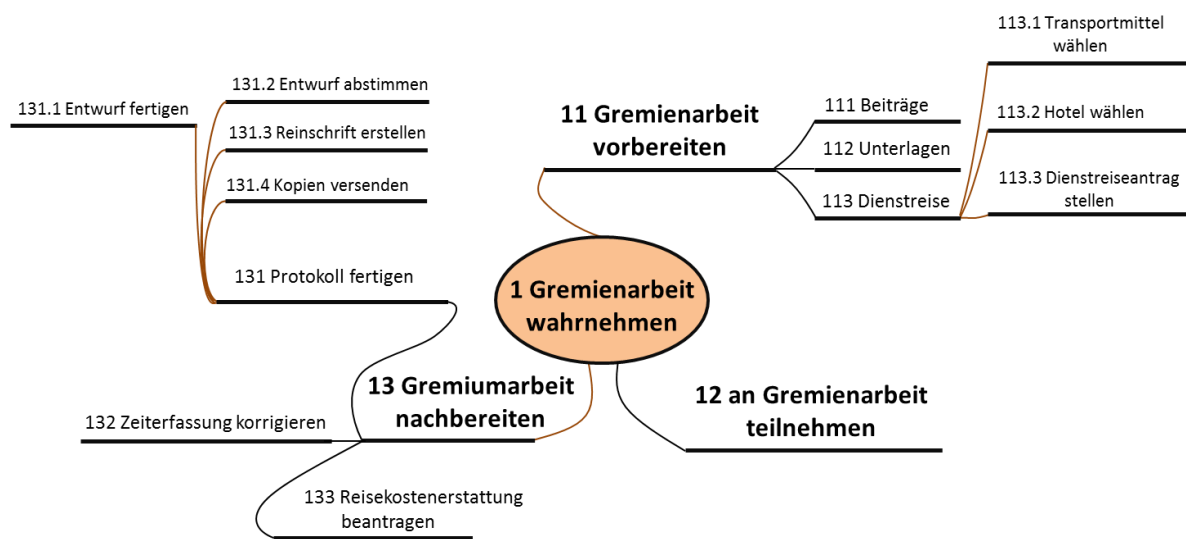 1 Gremienarbeit
wahrnehmen
11 Gremienarbeit
vorbereiten
111 Beiträge
112 Unterlagen
113 Dienstreise
113.1 Transportmittel
wählen
113.2 Hotel wählen
113.3 Dienstreiseantrag
stellen
12 an Gremienarbeit
teilnehmen
13 Gremiumarbeit
nachbereiten
131 Protokoll fertigen
131.1 Entwurf fertigen
131.2 Entwurf abstimmen
131.3 Reinschrift erstellen
131.4 Kopien versenden
132 Zeiterfassung korrigieren
133 Reisekostenerstattung
beantragen